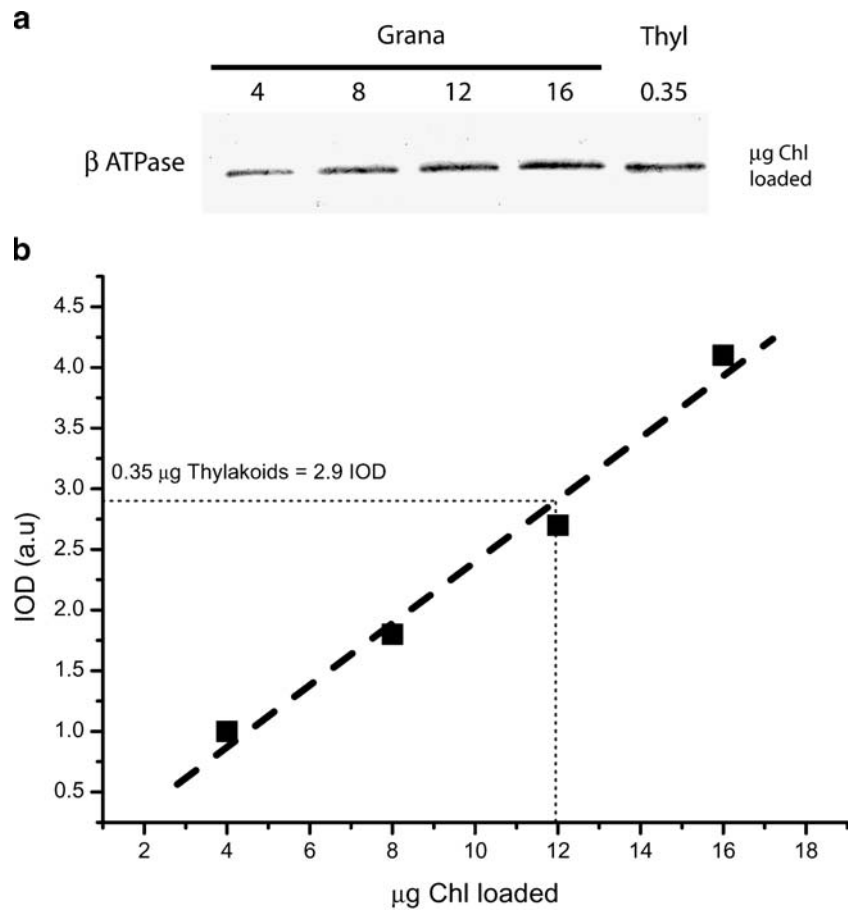 a
Grana Thyl
4 8 12 16 0.35
β ATPase
µg Chl
loaded
b
4.5
4.0
3.5
0.35 µg Thylakoids = 2.9 IOD
3.0
2.5
2.0
1.5
1.0
0.5
IOD (a.u)
2 4 6 8 10 12 14 16 18
µg Chl loaded